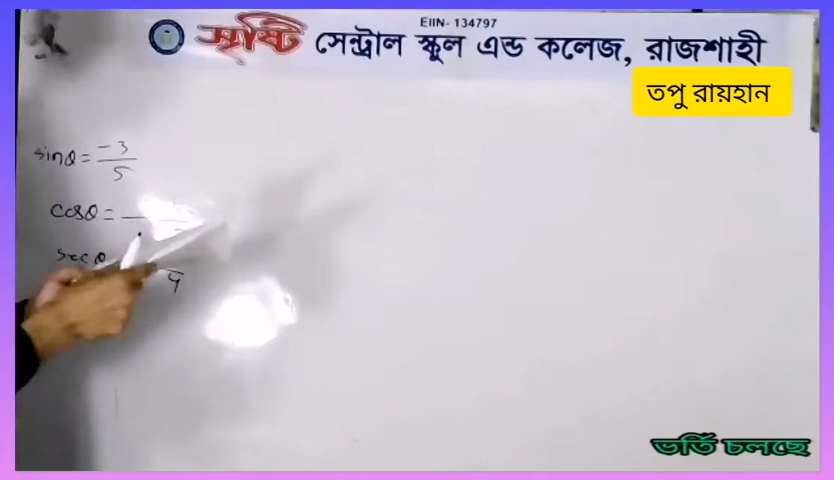 EIIN- 134797
সৃষ্টি সেন্ট্রাল স্কুল এন্ড কলেজ, রাজশাহী
তপু রায়হান
sinθ = -3/5
cosθ =
secθ
ভর্তি চলছে